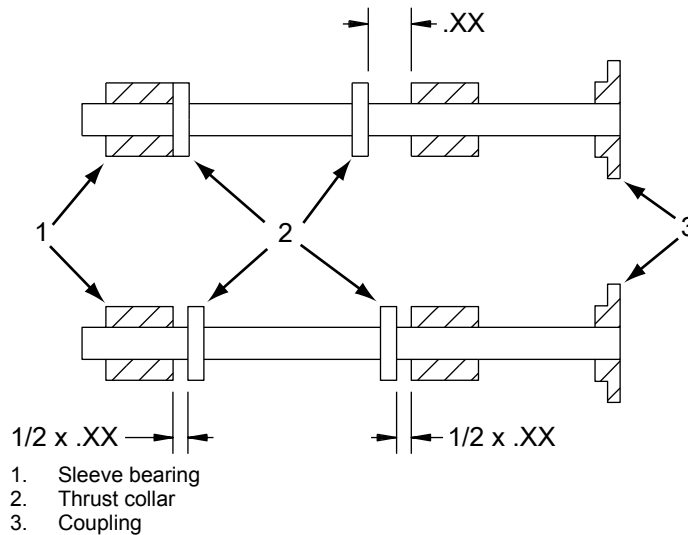 .XX
1
2
3
1/2 x .XX
1/2 x .XX
1. Sleeve bearing
2. Thrust collar
3. Coupling